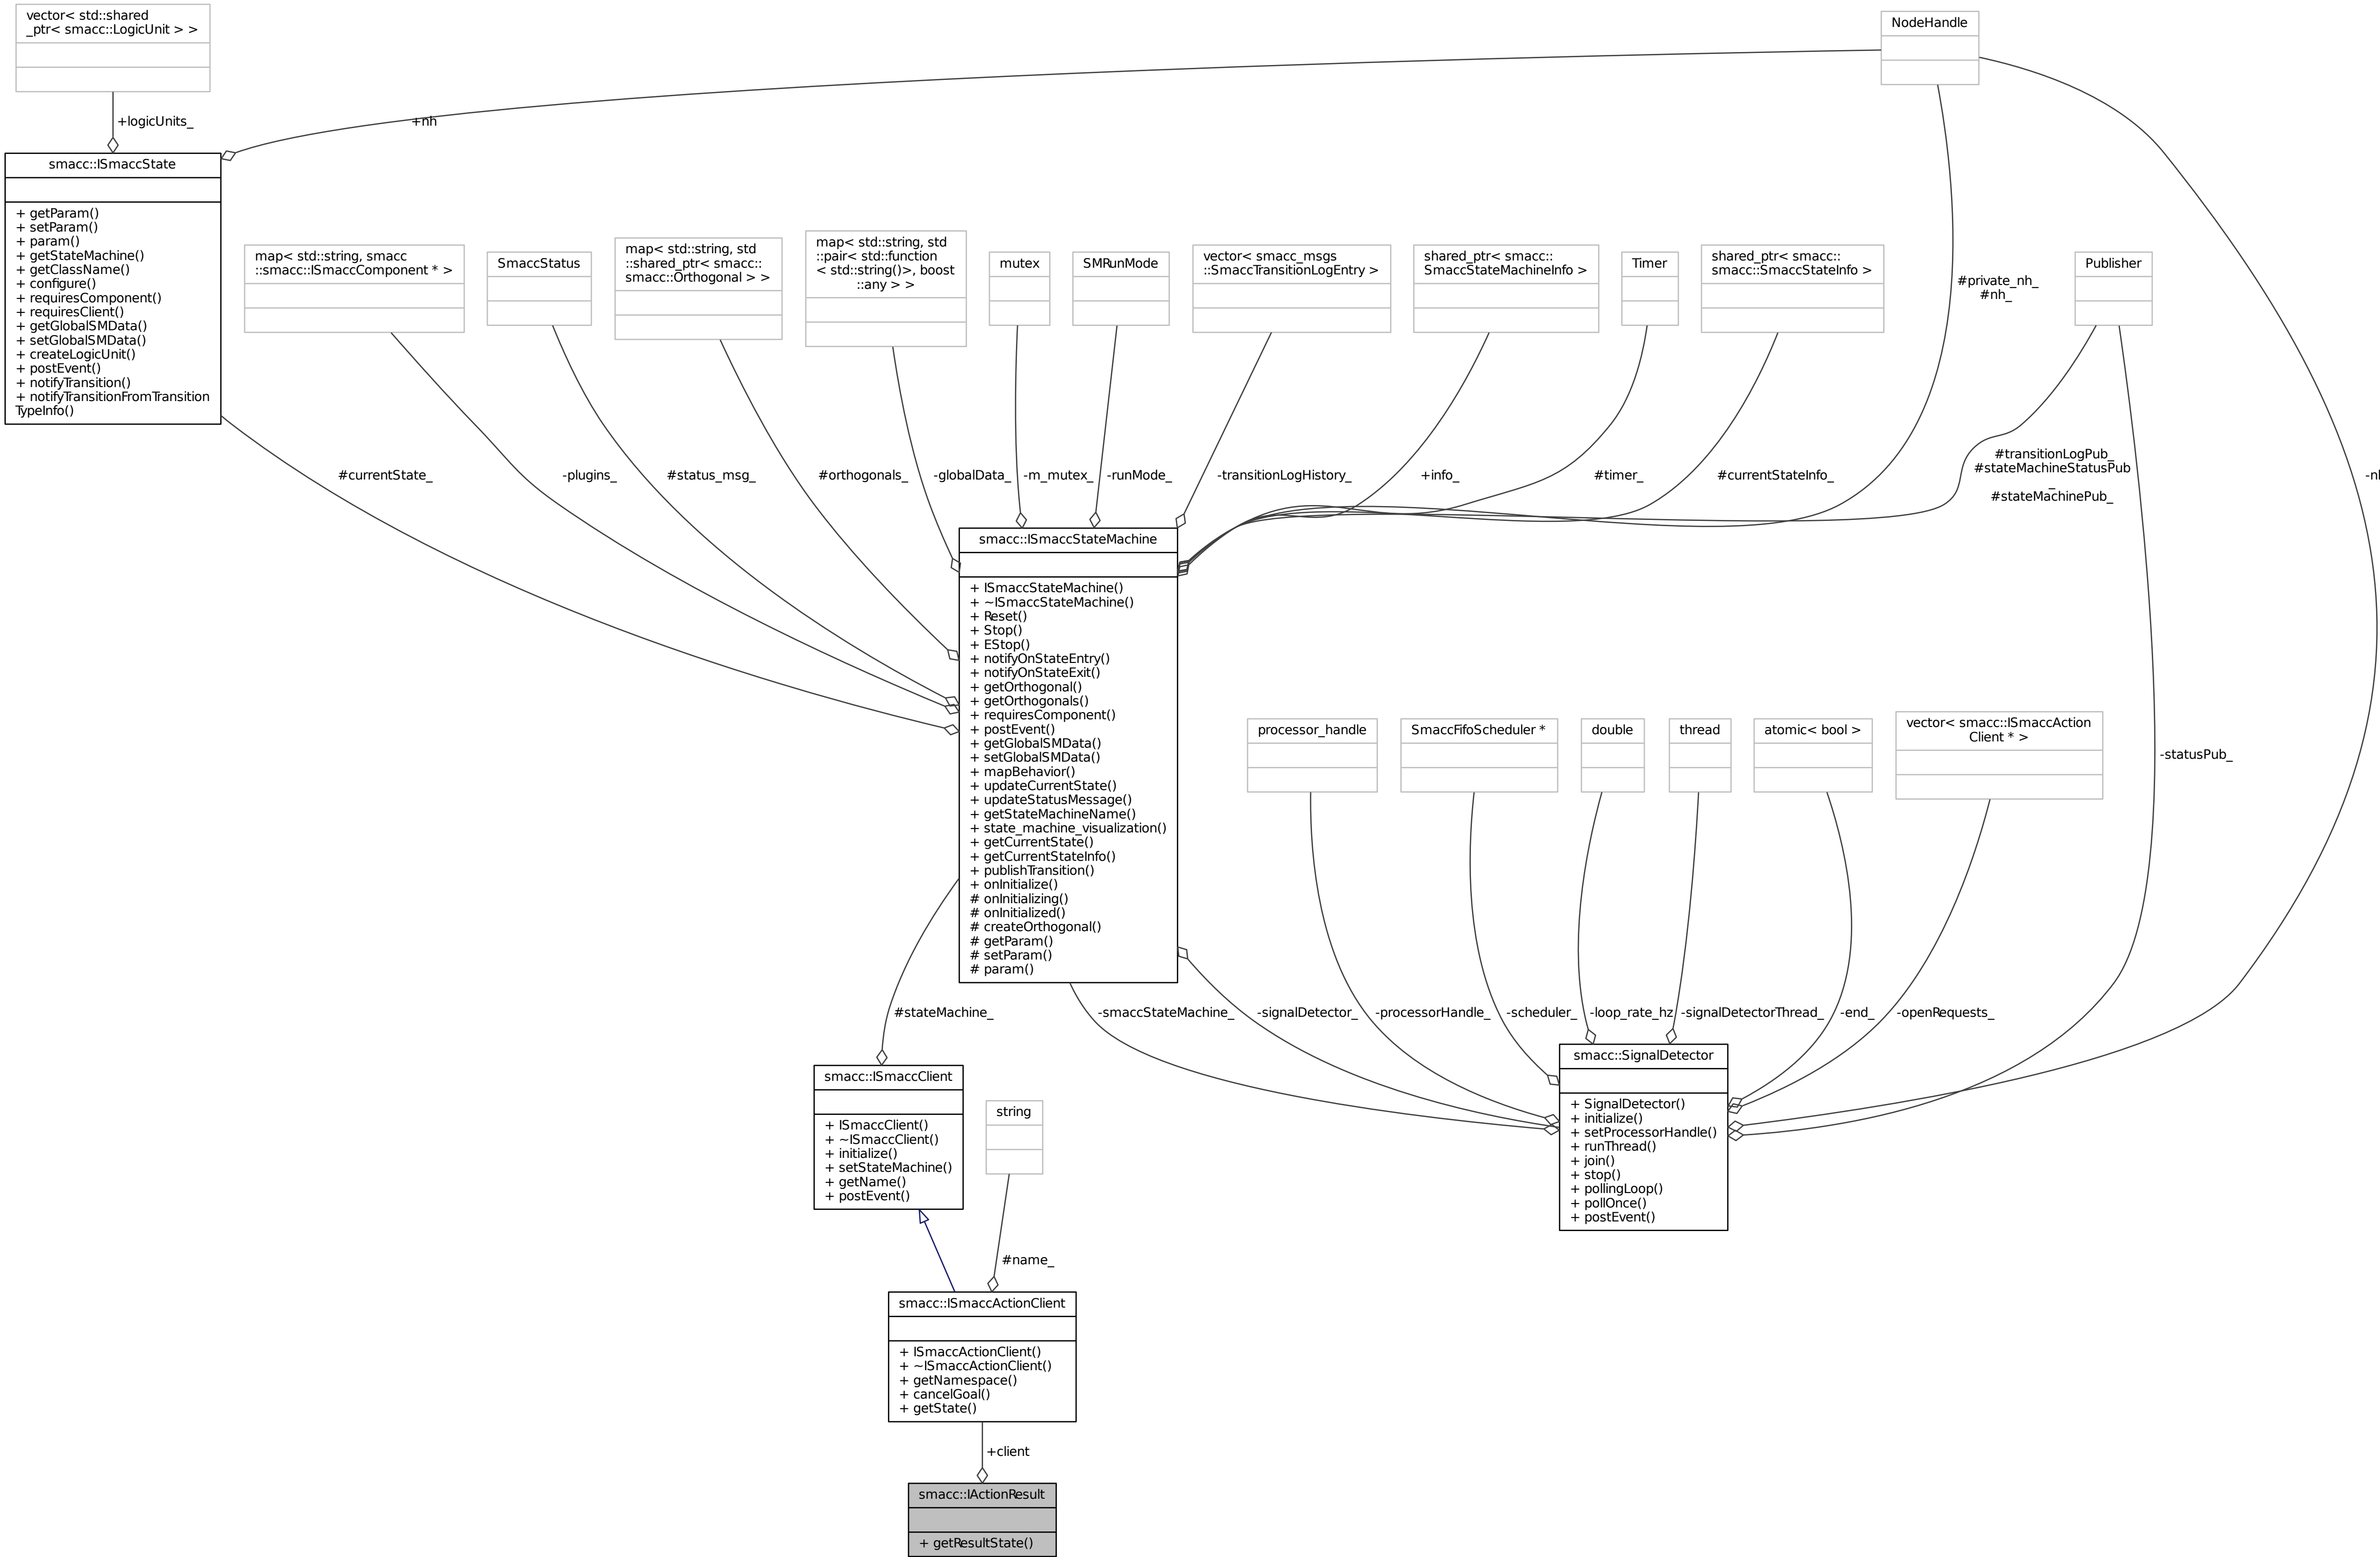 vector< std::shared
_ptr< smacc::LogicUnit > >
NodeHandle
+logicUnits_
+nh
smacc::ISmaccState
+ getParam()
+ setParam()
+ param()
+ getStateMachine()
+ getClassName()
+ configure()
+ requiresComponent()
+ requiresClient()
+ getGlobalSMData()
+ setGlobalSMData()
+ createLogicUnit()
+ postEvent()
+ notifyTransition()
+ notifyTransitionFromTransition
TypeInfo()
map< std::string, smacc
::smacc::ISmaccComponent * >
SmaccStatus
map< std::string, std
::shared_ptr< smacc::
smacc::Orthogonal > >
map< std::string, std
::pair< std::function
< std::string()>, boost
::any > >
mutex
SMRunMode
vector< smacc_msgs
::SmaccTransitionLogEntry >
shared_ptr< smacc::
SmaccStateMachineInfo >
Timer
shared_ptr< smacc::
smacc::SmaccStateInfo >
Publisher
#private_nh_
#nh_
#currentState_
-plugins_
#status_msg_
#orthogonals_
-globalData_
-m_mutex_
-runMode_
-transitionLogHistory_
+info_
#timer_
#currentStateInfo_
#transitionLogPub_
#stateMachineStatusPub
_
#stateMachinePub_
smacc::ISmaccStateMachine
+ ISmaccStateMachine()
+ ~ISmaccStateMachine()
+ Reset()
+ Stop()
+ EStop()
+ notifyOnStateEntry()
+ notifyOnStateExit()
+ getOrthogonal()
+ getOrthogonals()
+ requiresComponent()
+ postEvent()
+ getGlobalSMData()
+ setGlobalSMData()
+ mapBehavior()
+ updateCurrentState()
+ updateStatusMessage()
+ getStateMachineName()
+ state_machine_visualization()
+ getCurrentState()
+ getCurrentStateInfo()
+ publishTransition()
+ onInitialize()
# onInitializing()
# onInitialized()
# createOrthogonal()
# getParam()
# setParam()
# param()
processor_handle
SmaccFifoScheduler *
double
thread
atomic< bool >
vector< smacc::ISmaccAction
Client * >
-statusPub_
#stateMachine_
-smaccStateMachine_
-signalDetector_
-processorHandle_
-scheduler_
-loop_rate_hz
-signalDetectorThread_
-end_
-openRequests_
smacc::SignalDetector
+ SignalDetector()
+ initialize()
+ setProcessorHandle()
+ runThread()
+ join()
+ stop()
+ pollingLoop()
+ pollOnce()
+ postEvent()
smacc::ISmaccClient
+ ISmaccClient()
+ ~ISmaccClient()
+ initialize()
+ setStateMachine()
+ getName()
+ postEvent()
string
#name_
smacc::ISmaccActionClient
+ ISmaccActionClient()
+ ~ISmaccActionClient()
+ getNamespace()
+ cancelGoal()
+ getState()
+client
smacc::IActionResult
+ getResultState()